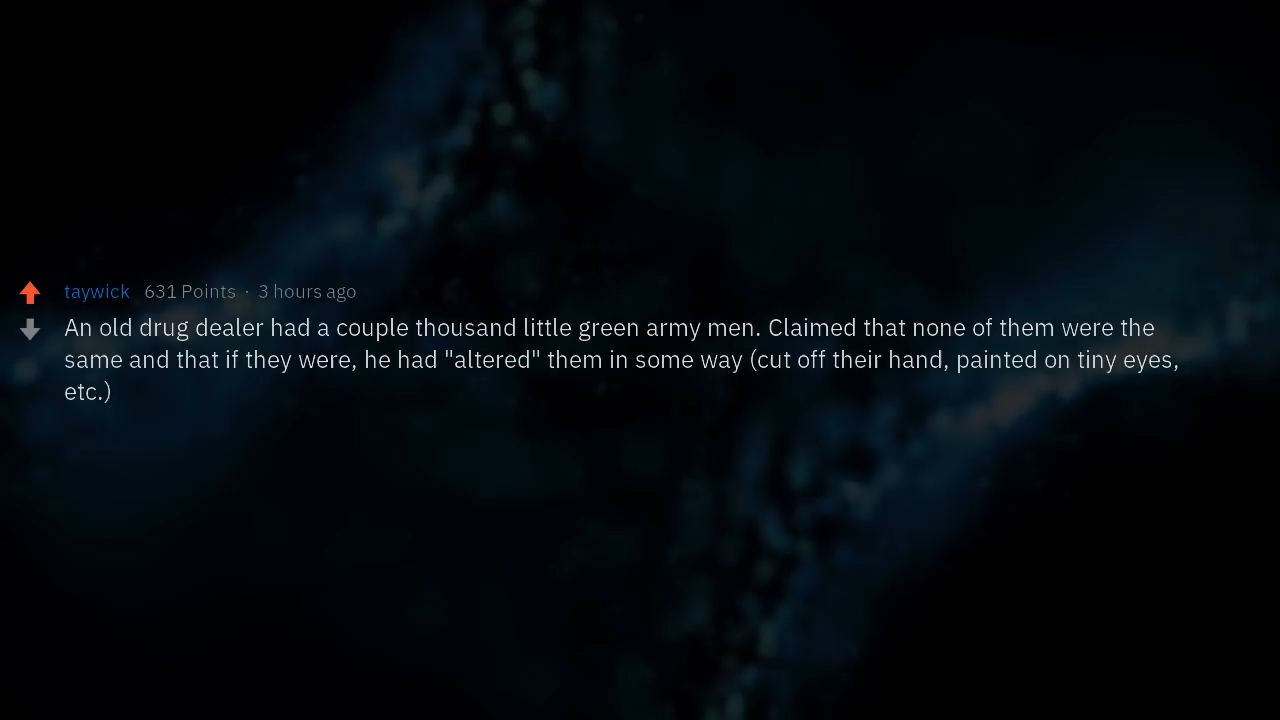 taywick 631 Points · 3 hours ago
An old drug dealer had a couple thousand little green army men. Claimed that none of them were the
same and that if they were, he had "altered" them in some way (cut off their hand, painted on tiny eyes,
etc.)